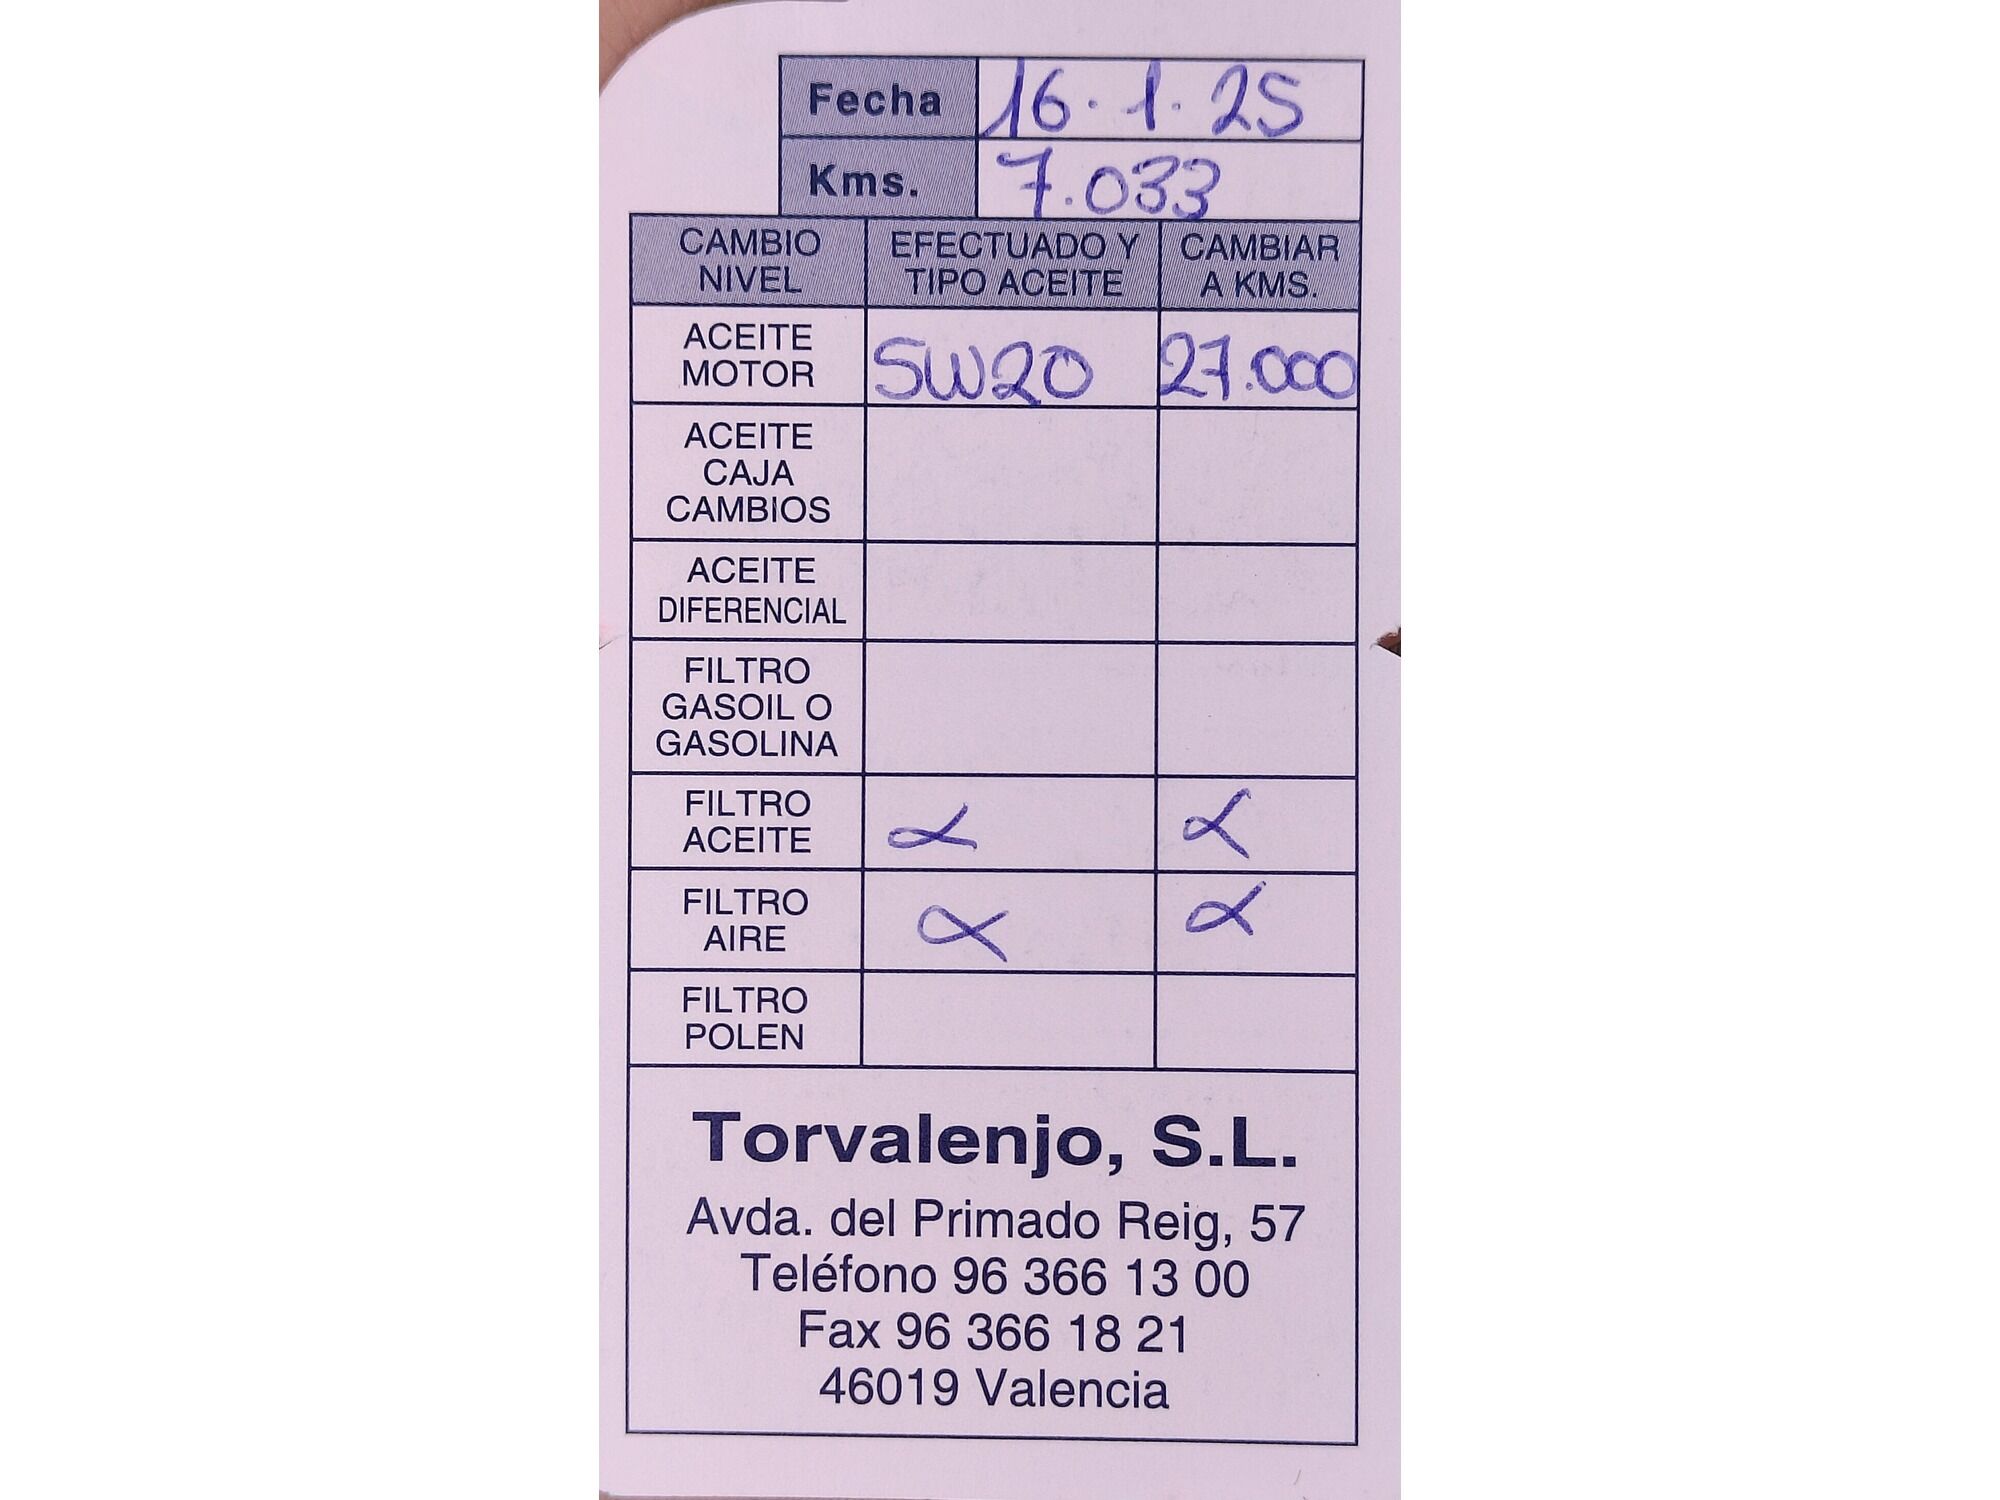 Fecha 16.1.25
Kms. 7.033
CAMBIO NIVEL EFECTUADO Y TIPO ACEITE CAMBIAR A KMS.
ACEITE MOTOR 5W20 27.000
ACEITE CAJA CAMBIOS
ACEITE DIFERENCIAL
FILTRO GASOIL O GASOLINA
FILTRO ACEITE X X
FILTRO AIRE X X
FILTRO POLEN
Torvalenjo, S.L.
Avda. del Primado Reig, 57
Teléfono 96 366 13 00
Fax 96 366 18 21
46019 Valencia